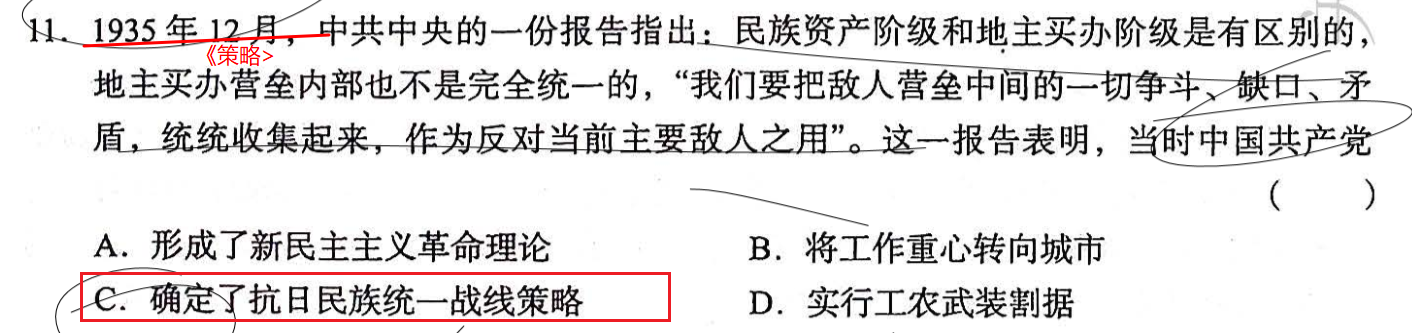 11. 1935 年 12 月，中共中央的一份报告指出：民族资产阶级和地主买办阶级是有区别的，
《策略>
地主买办营垒内部也不是完全统一的，“我们要把敌人营垒中间的一切争斗、缺口、矛
盾，统统收集起来，作为反对当前主要敌人之用”。这一报告表明，当时中国共产党
（　　）
A. 形成了新民主主义革命理论　B. 将工作重心转向城市
C. 确定了抗日民族统一战线策略　D. 实行工农武装割据